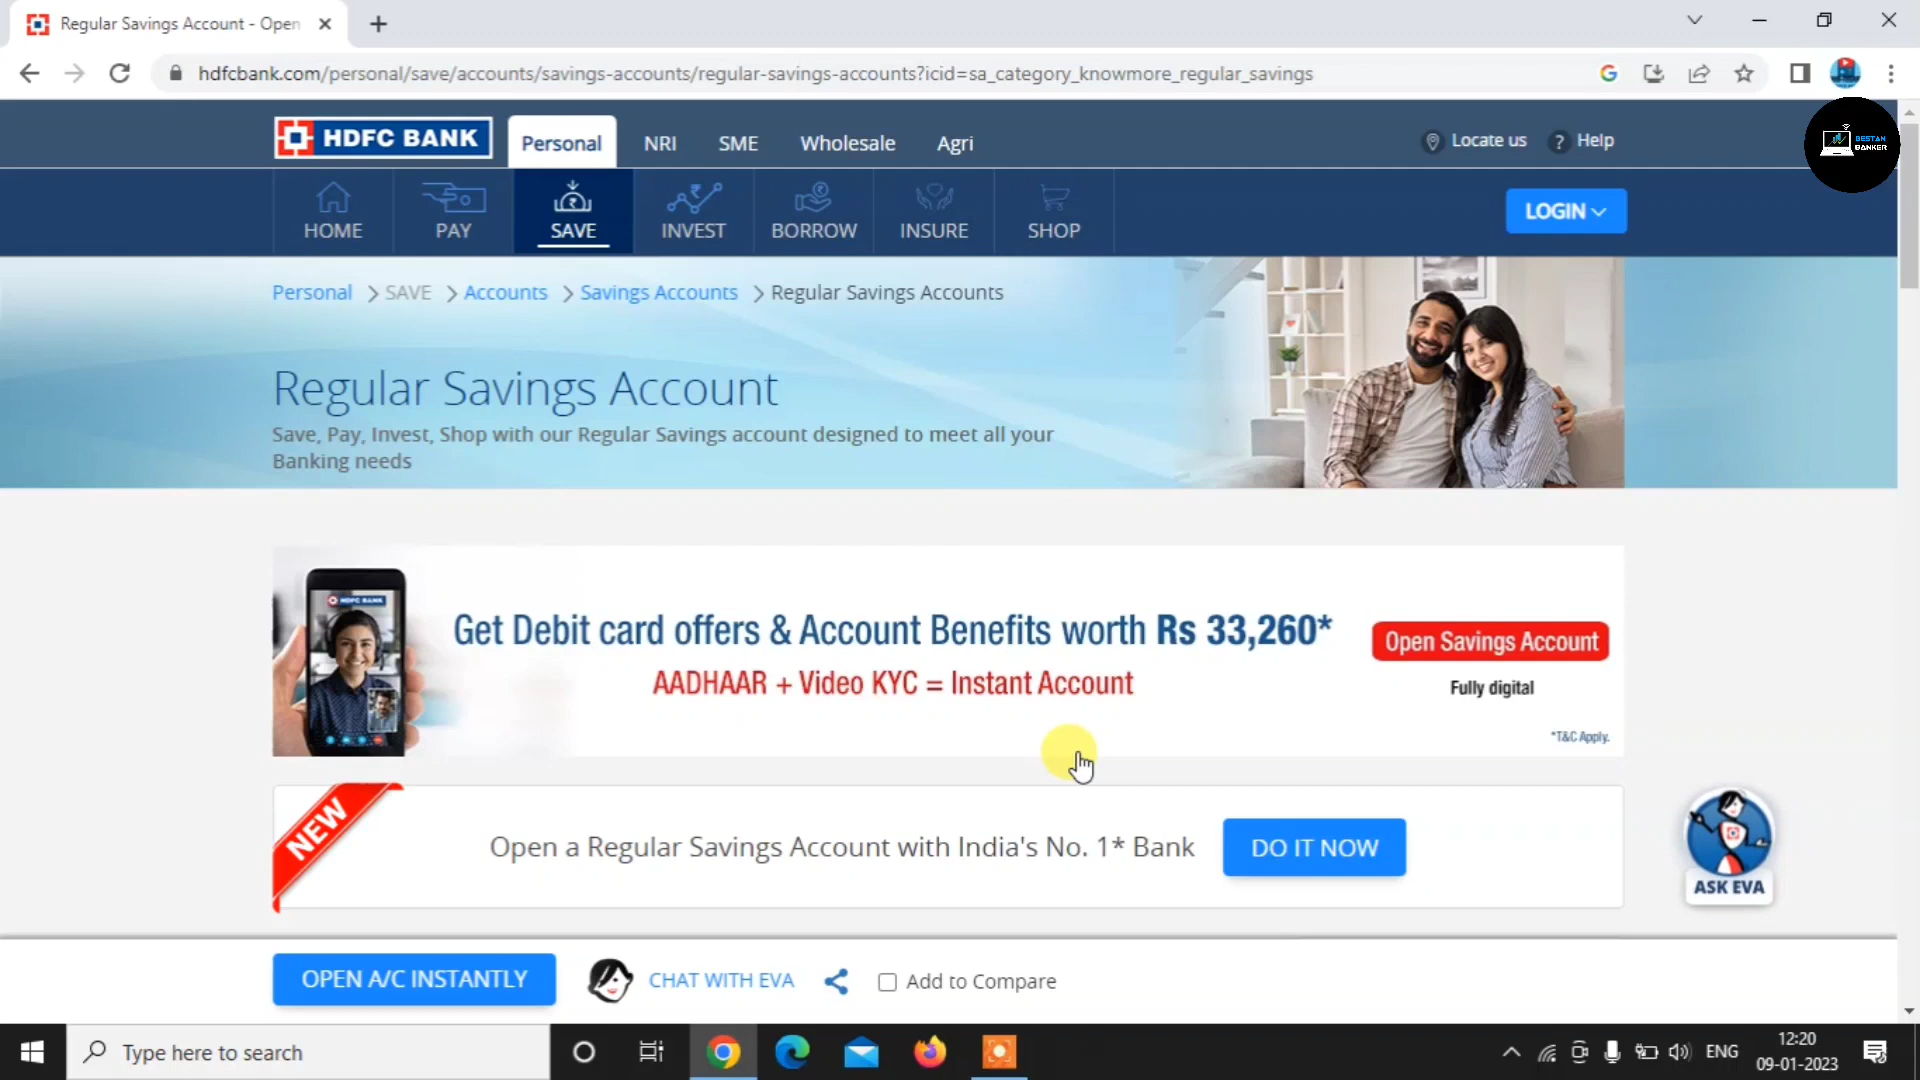 Regular Savings Account - Open
hdfcbank.com/personal/save/accounts/savings-accounts/regular-savings-accounts?icid=sa_category_knowmore_regular_savings
HDFC BANK
Personal
NRI
SME
Wholesale
Agri
Locate us
? Help
BESTAN
BANKER
HOME
PAY
SAVE
INVEST
BORROW
INSURE
SHOP
LOGIN
Personal > SAVE > Accounts > Savings Accounts > Regular Savings Accounts
Regular Savings Account
Save, Pay, Invest, Shop with our Regular Savings account designed to meet all your
Banking needs
HDFC BANK
Get Debit card offers & Account Benefits worth Rs 33,260*
AADHAAR + Video KYC = Instant Account
Open Savings Account
Fully digital
*T&C Apply.
NEW
Open a Regular Savings Account with India's No. 1* Bank
DO IT NOW
ASK EVA
OPEN A/C INSTANTLY
CHAT WITH EVA
Add to Compare
Type here to search
ENG
12:20
09-01-2023